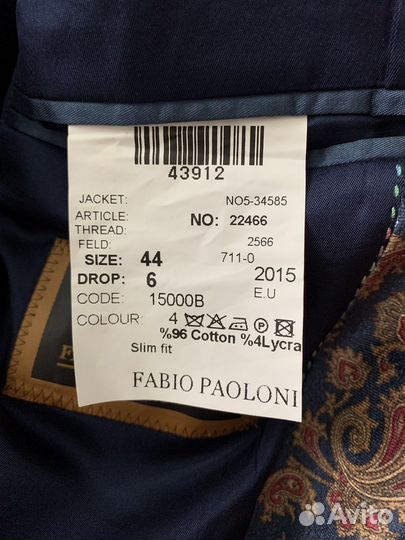 43912
JACKET: NO5-34585
ARTICLE: NO: 22466
THREAD:
FELD: 2566
SIZE: 44 711-0
DROP: 6 2015
CODE: 15000B E.U
COLOUR: 4
%96 Cotton %4Lycra
Slim fit
FABIO PAOLONI
Avito